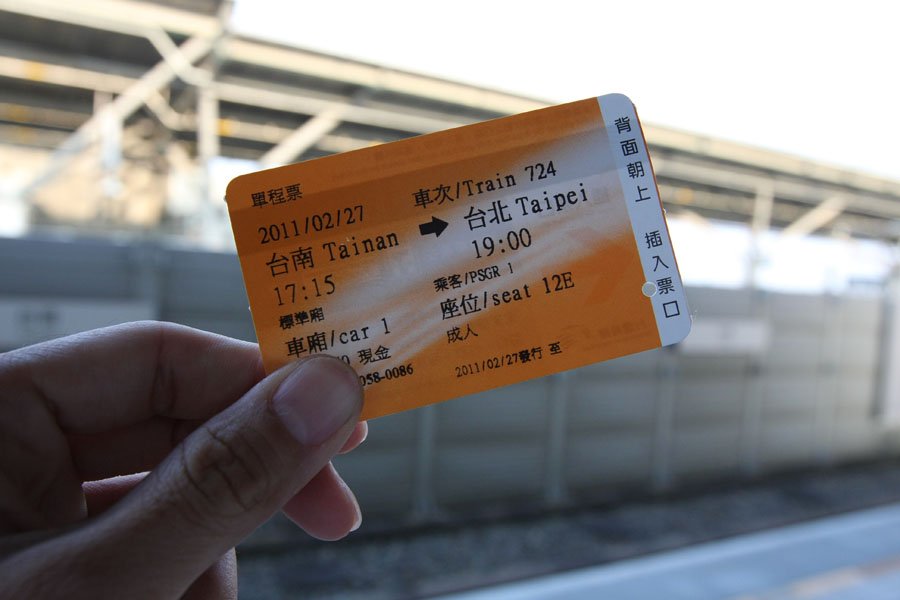 單程票
2011/02/27 車次/Train 724
台南 Tainan ➡ 台北 Taipei
17:15 19:00
標準廂 乘客/PSGR 1
車廂/car 1 座位/seat 12E
現金 成人
058-0086 2011/02/27發行 至
背面朝上 插入票口